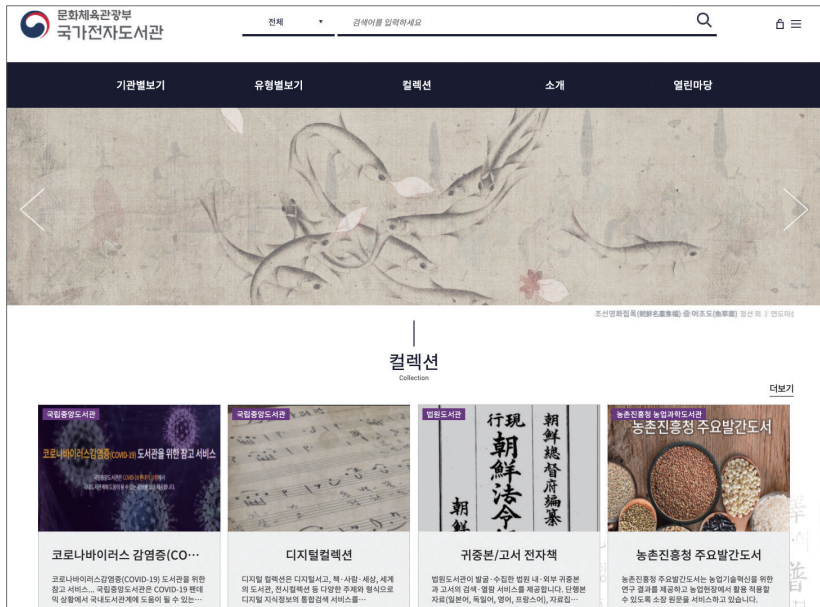 문화체육관광부
국가전자도서관
전체
검색어를 입력하세요
기관별보기
유형별보기
컬렉션
소개
열린마당
조선명화집폭(朝鮮名畫集幅) 중 어초도(魚草圖)
컬렉션
Collection
더보기
국립중앙도서관
코로나바이러스감염증(COVID-19) 도서관을 위한 참고 서비스
코로나바이러스 감염증(CO…
코로나바이러스감염증(COVID-19) 도서관을 위한
참고 서비스... 국립중앙도서관은 COVID-19 팬데
믹 상황에서 국내도서관계에 도움이 될 수 있는…
국립중앙도서관
디지털컬렉션
디지털 컬렉션은 디지털서고, 책·사람·세상, 세계
의 도서관, 전시컬렉션 등 다양한 주제와 형식으로
디지털 지식정보의 통합검색 서비스를…
법원도서관
朝鮮總督府編纂
現行
朝鮮法令
朝鮮
귀중본/고서 전자책
법원도서관이 발굴·수집한 법원 내·외부 귀중본
과 고서의 검색·열람 서비스를 제공합니다. 단행본
자료(일본어, 독일어, 영어, 프랑스어), 자료집…
농촌진흥청 농업과학도서관
농촌진흥청 주요발간도서
농촌진흥청 주요발간도서
농촌진흥청 주요발간도서는 농업기술혁신을 위한
연구 결과를 제공하고 농업현장에서 활용 적용할
수 있도록 소장 원문을 서비스하고 있습니다.